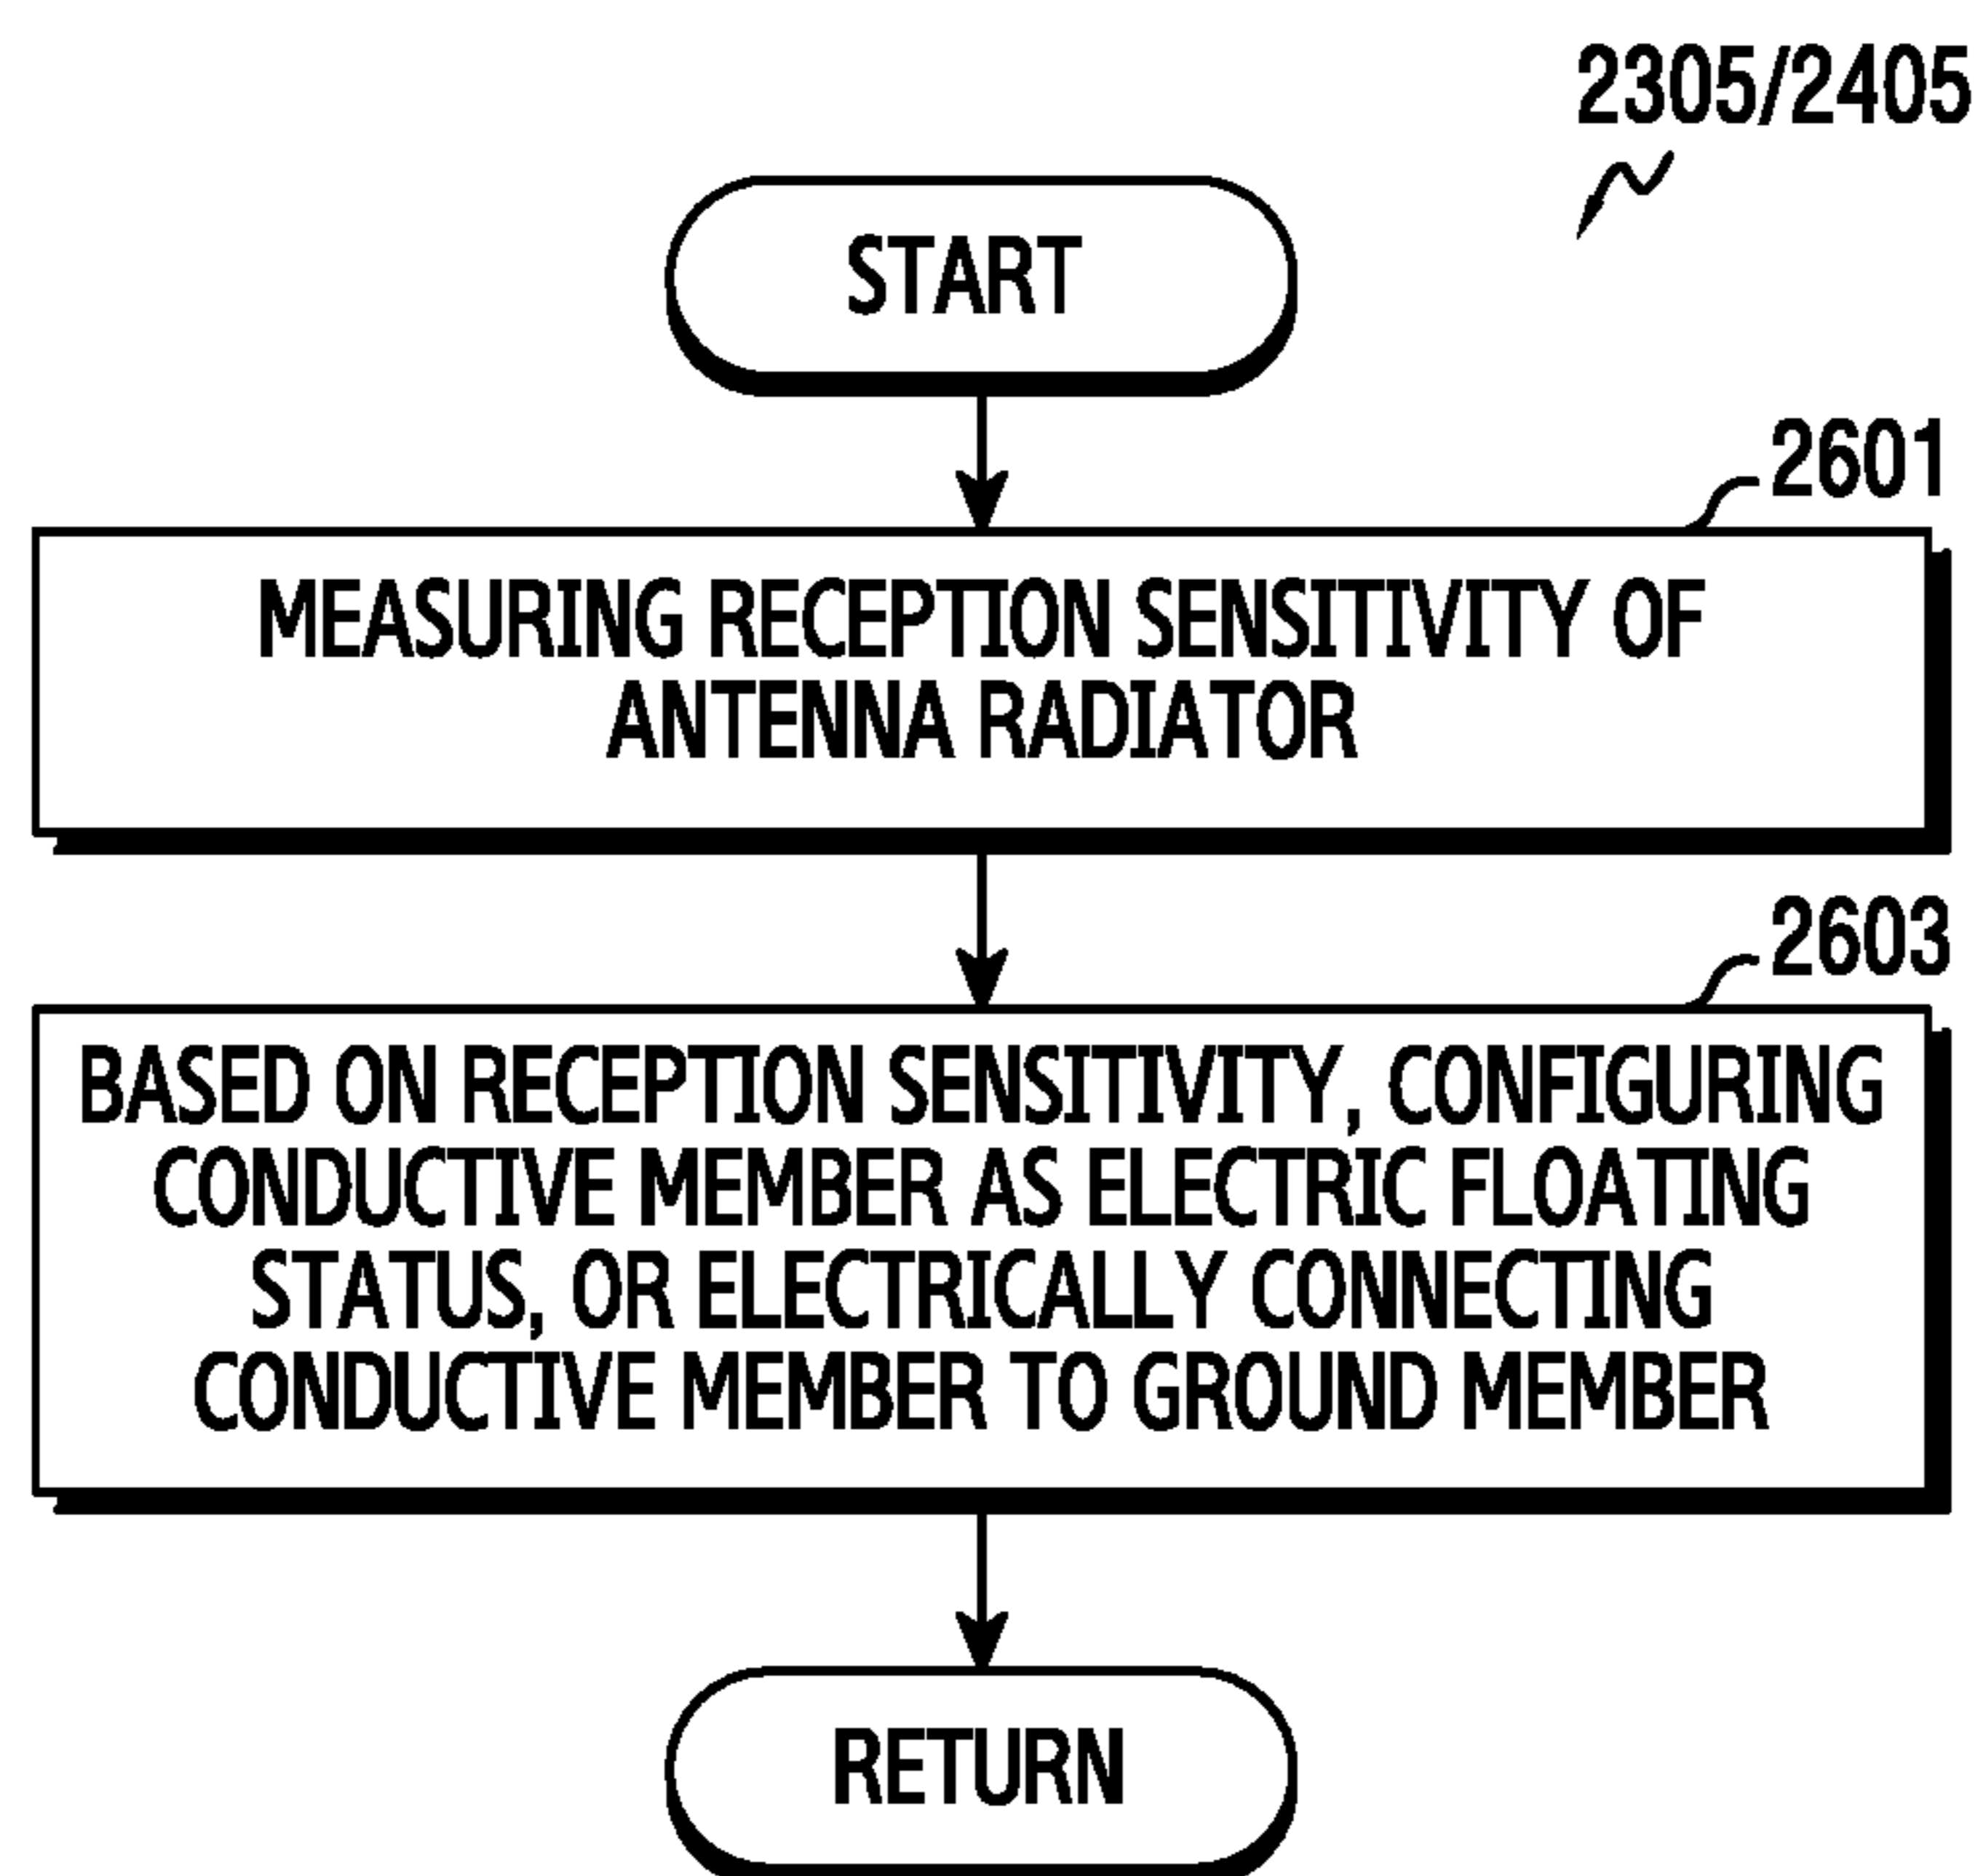 2305/2405
START
2601
MEASURING RECEPTION SENSITIVITY OF
ANTENNA RADIATOR
2603
BASED ON RECEPTION SENSITIVITY, CONFIGURING
CONDUCTIVE MEMBER AS ELECTRIC FLOATING
STATUS, OR ELECTRICALLY CONNECTING
CONDUCTIVE MEMBER TO GROUND MEMBER
RETURN